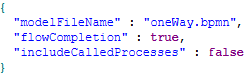 {
"modelFileName" : "oneWay.bpmn",
"flowCompletion" : true,
"includeCalledProcesses" : false
}